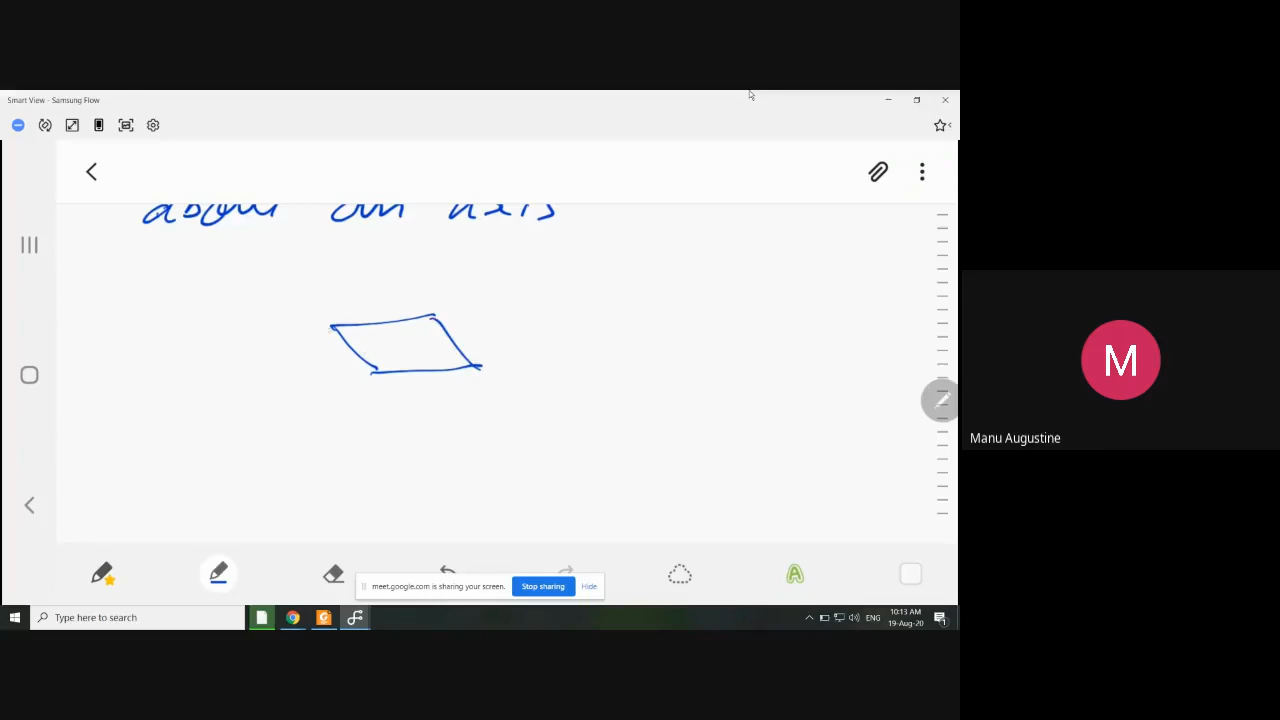 Smart View - Samsung Flow
M
Manu Augustine
A
meet.google.com is sharing your screen.
Stop sharing
Hide
Type here to search
ENG
10:13 AM
19-Aug-20
1